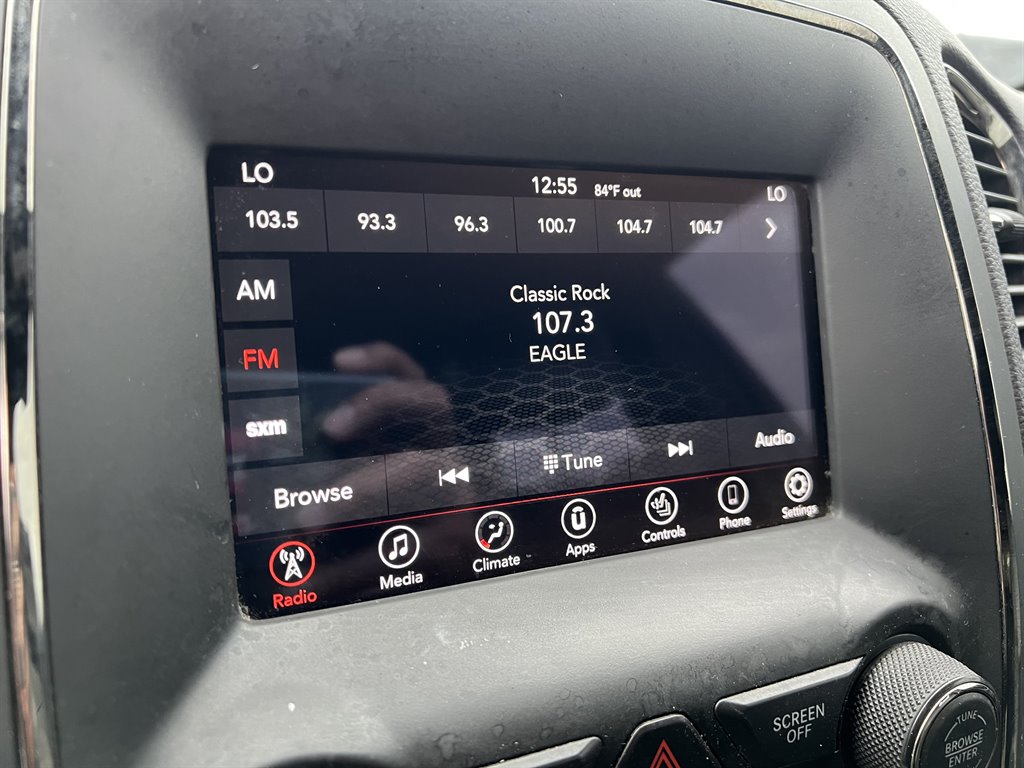 LO 12:55 84°F out LO
103.5 93.3 96.3 100.7 104.7 104.7
AM
Classic Rock
107.3
EAGLE
FM
sxm
Browse Tune Audio
Radio Media Climate Apps Controls Phone Settings
SCREEN
OFF
TUNE
BROWSE
ENTER